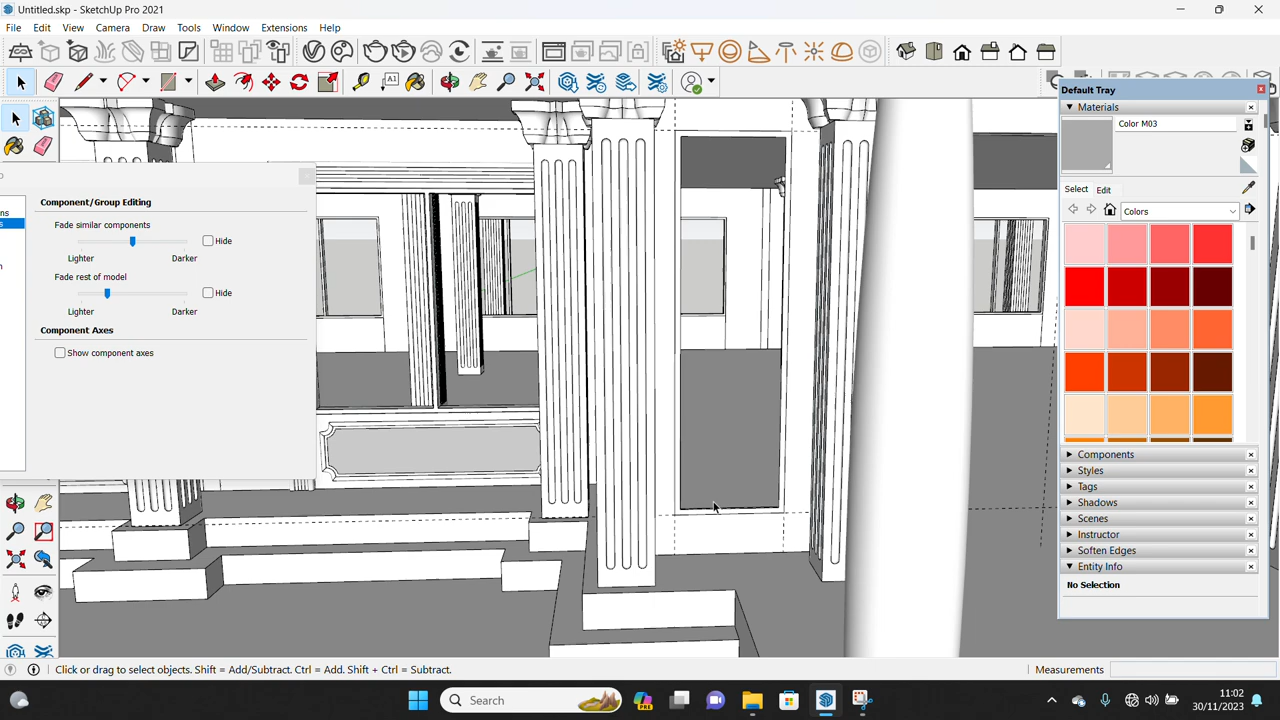 Untitled.skp - SketchUp Pro 2021
File Edit View Camera Draw Tools Window Extensions Help
Default Tray
Materials
Color M03
Select Edit
Colors
Component/Group Editing
Fade similar components
Hide
Lighter Darker
Fade rest of model
Hide
Lighter Darker
Component Axes
Show component axes
Components
Styles
Tags
Shadows
Scenes
Instructor
Soften Edges
Entity Info
No Selection
Click or drag to select objects. Shift = Add/Subtract. Ctrl = Add. Shift + Ctrl = Subtract.
Measurements
Search
PRE
11:02
30/11/2023